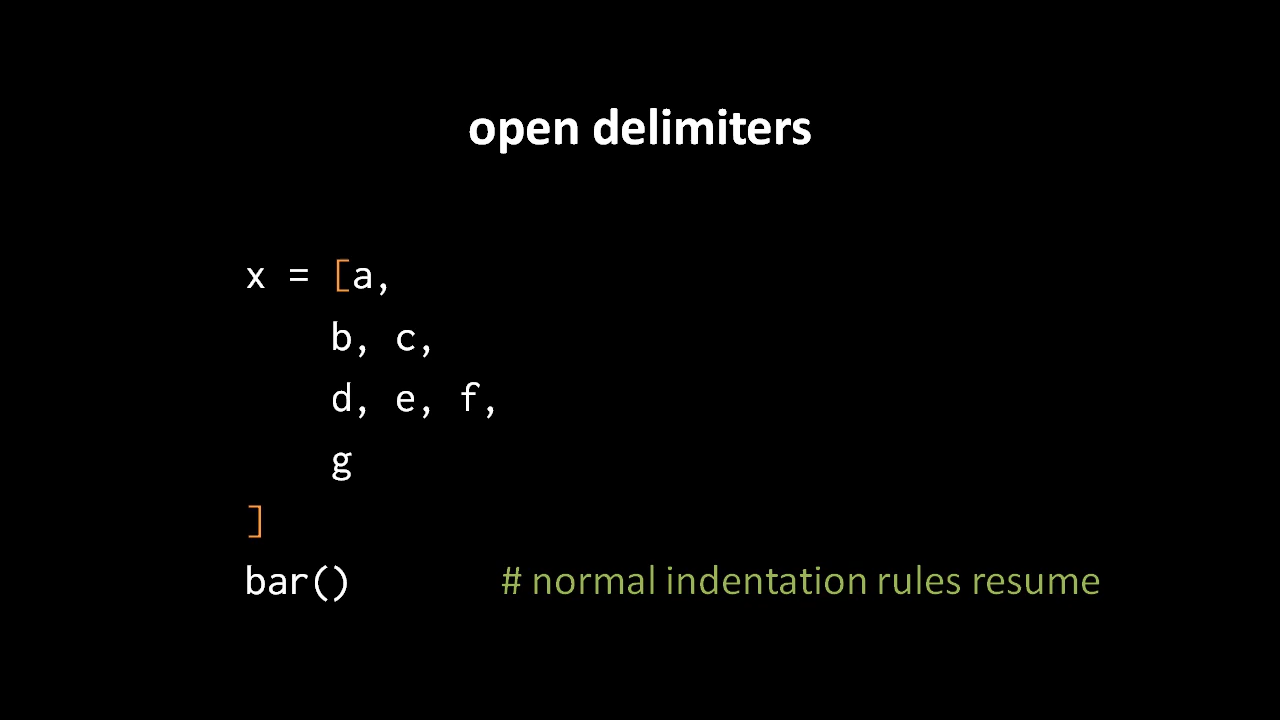 open delimiters
x = [a,
b, c,
d, e, f,
g
]
bar() # normal indentation rules resume